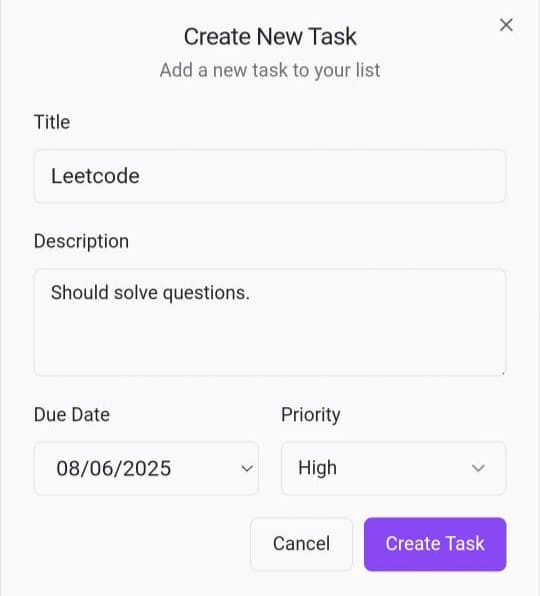 Create New Task
Add a new task to your list
Title
Leetcode
Description
Should solve questions.
Due Date
Priority
08/06/2025
High
Cancel
Create Task